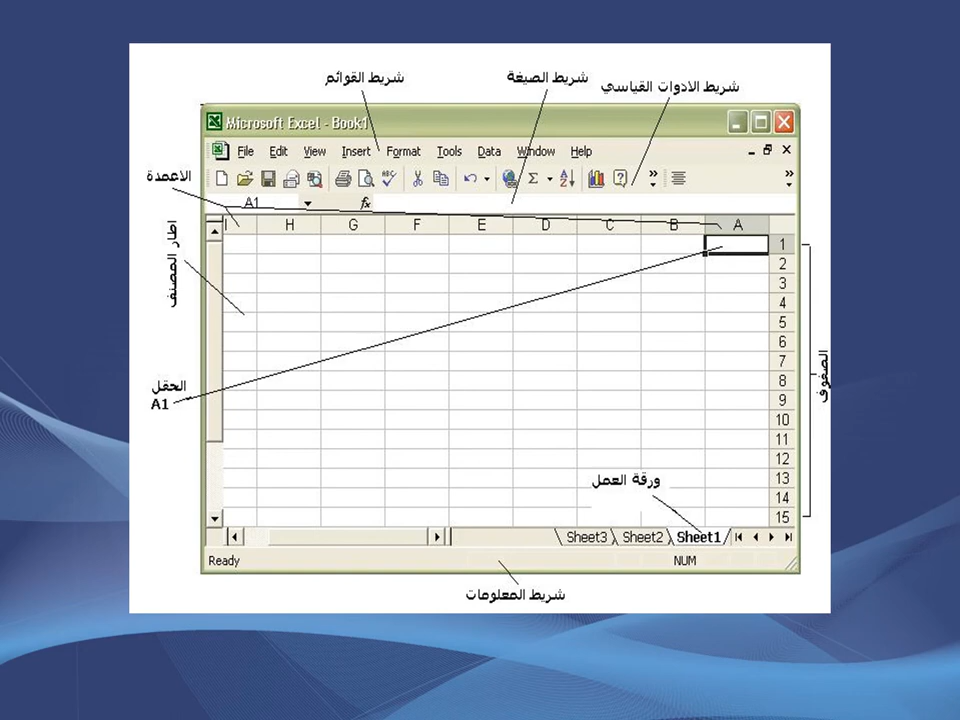 شريط القوائم
شريط الصيغة
شريط الادوات القياسي
Microsoft Excel - Book1
File Edit View Insert Format Tools Data Window Help
الاعمدة
A1 fx
I H G F E D C B A
اطار المصنف
1
2
3
4
5
6
7
8
9
10
11
12
13
14
15
الصفوف
الحقل
A1
ورقة العمل
Sheet3 Sheet2 Sheet1
Ready NUM
شريط المعلومات